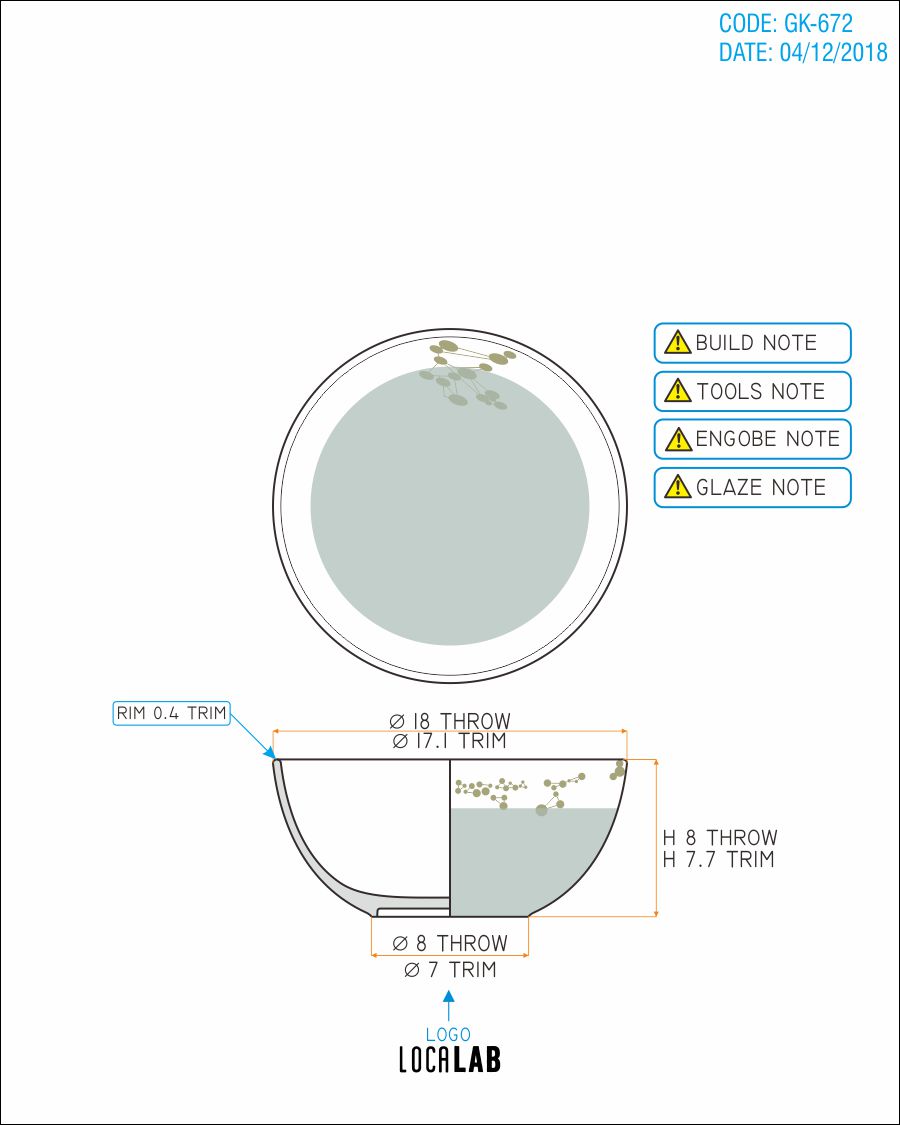 CODE: GK-672
DATE: 04/12/2018
BUILD NOTE
TOOLS NOTE
ENGOBE NOTE
GLAZE NOTE
RIM 0.4 TRIM
Ø 18 THROW
Ø 17.1 TRIM
H 8 THROW
H 7.7 TRIM
Ø 8 THROW
Ø 7 TRIM
LOGO
LOCALAB